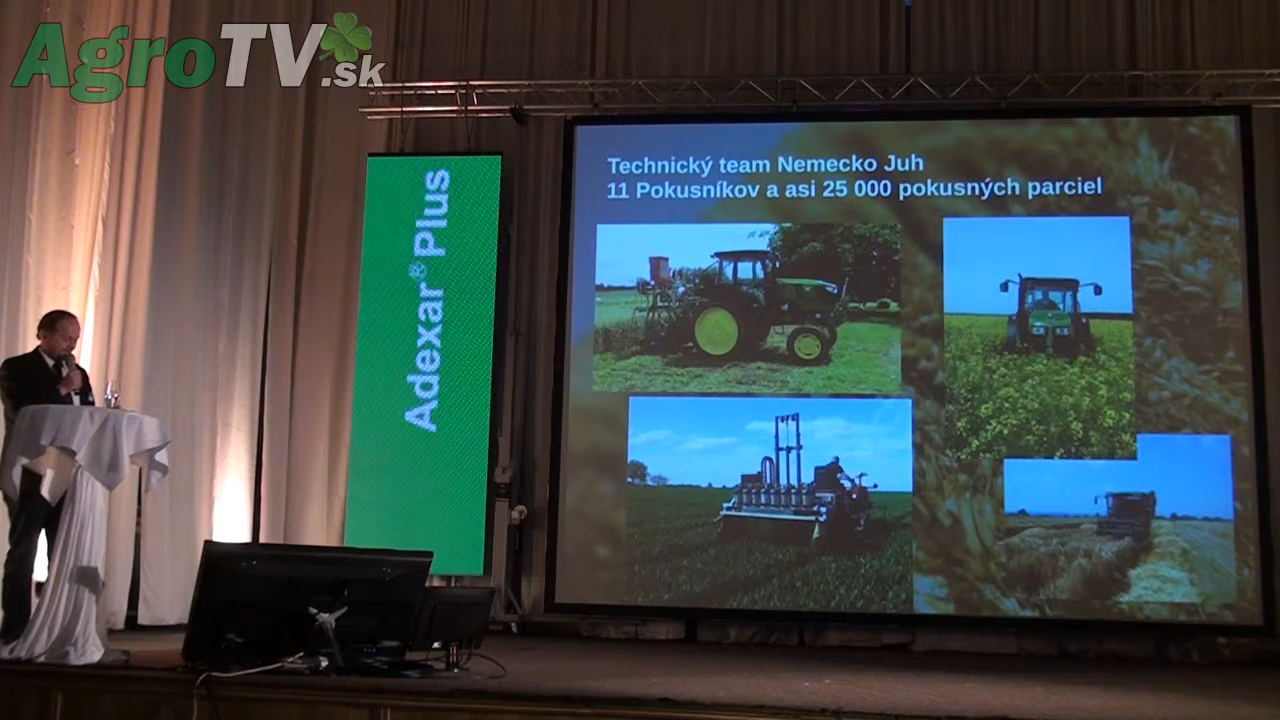 AgroTV.sk
Adexar® Plus
Technický team Nemecko Juh
11 Pokusníkov a asi 25 000 pokusných parciel